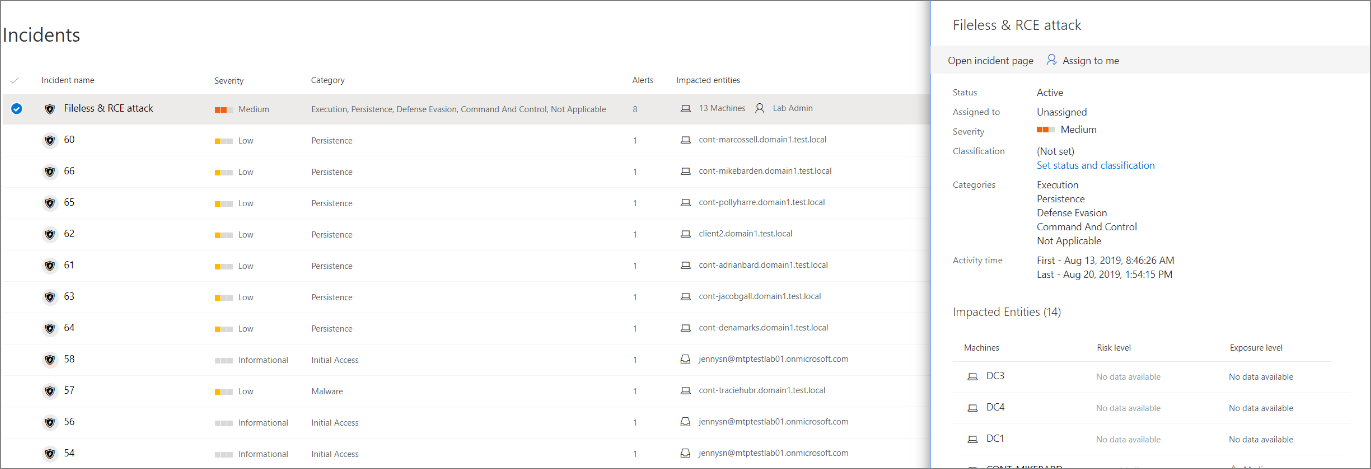 Incidents
Incident name Severity Category Alerts Impacted entities
Fileless & RCE attack Medium Execution, Persistence, Defense Evasion, Command And Control, Not Applicable 8 13 Machines Lab Admin
60 Low Persistence 1 cont-marcossell.domain1.test.local
66 Low Persistence 1 cont-mikebarden.domain1.test.local
65 Low Persistence 1 cont-pollyharre.domain1.test.local
62 Low Persistence 1 client2.domain1.test.local
61 Low Persistence 1 cont-adrianbard.domain1.test.local
63 Low Persistence 1 cont-jacobgall.domain1.test.local
64 Low Persistence 1 cont-denamarks.domain1.test.local
58 Informational Initial Access 1 jennysn@mtptestlab01.onmicrosoft.com
57 Low Malware 1 cont-traciehubr.domain1.test.local
56 Informational Initial Access 1 jennysn@mtptestlab01.onmicrosoft.com
54 Informational Initial Access 1 jennysn@mtptestlab01.onmicrosoft.com
Fileless & RCE attack
Open incident page Assign to me
Status Active
Assigned to Unassigned
Severity Medium
Classification (Not set)
Set status and classification
Categories Execution
Persistence
Defense Evasion
Command And Control
Not Applicable
Activity time First - Aug 13, 2019, 8:46:26 AM
Last - Aug 20, 2019, 1:54:15 PM
Impacted Entities (14)
Machines Risk level Exposure level
DC3 No data available No data available
DC4 No data available No data available
DC1 No data available No data available